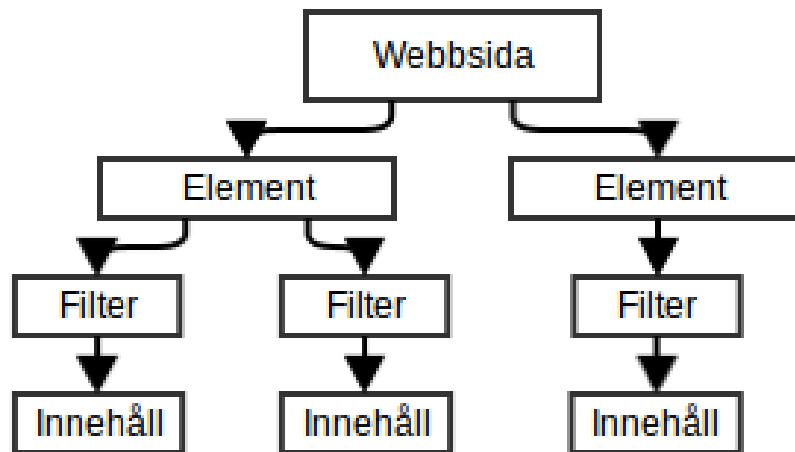 Webbsida
Element
Element
Filter
Filter
Filter
Innehåll
Innehåll
Innehåll